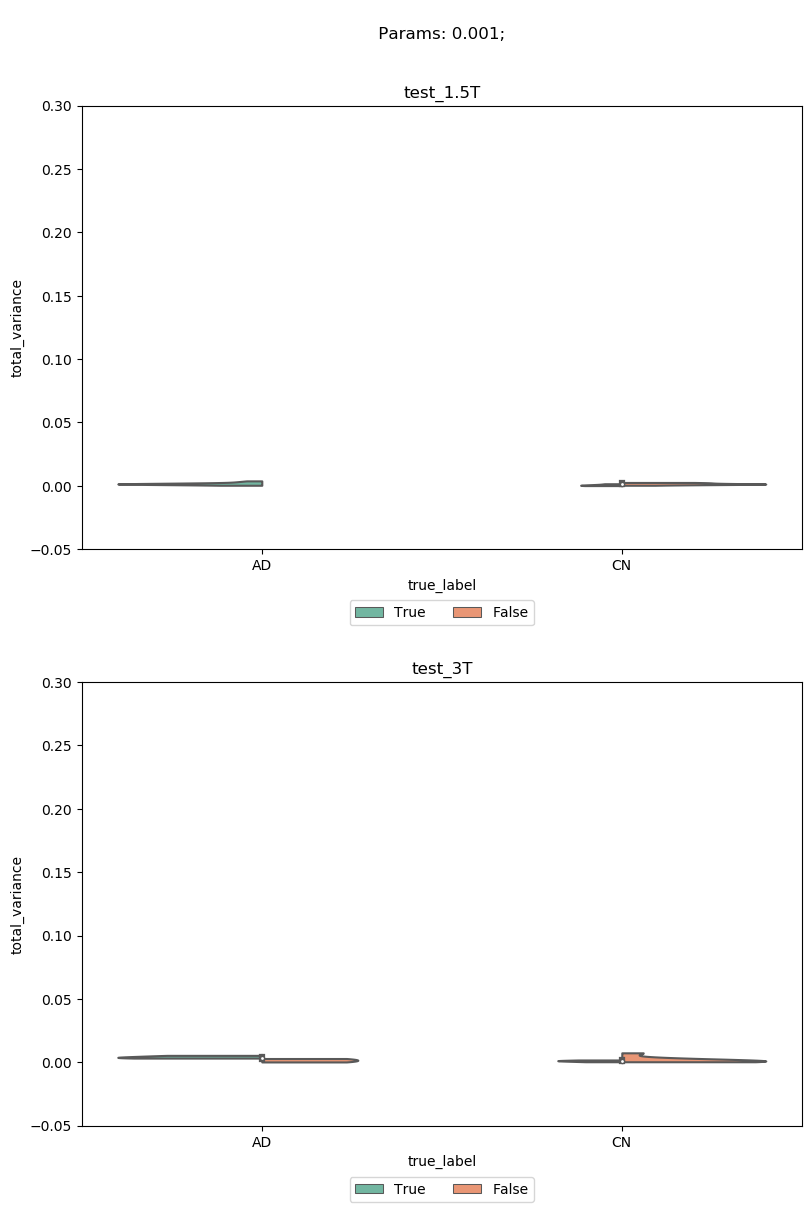 Params: 0.001;
test_1.5T
0.30
0.25
0.20
0.15
0.10
0.05
0.00
−0.05
total_variance
AD CN
true_label
True False
test_3T
0.30
0.25
0.20
0.15
0.10
0.05
0.00
−0.05
total_variance
AD CN
true_label
True False